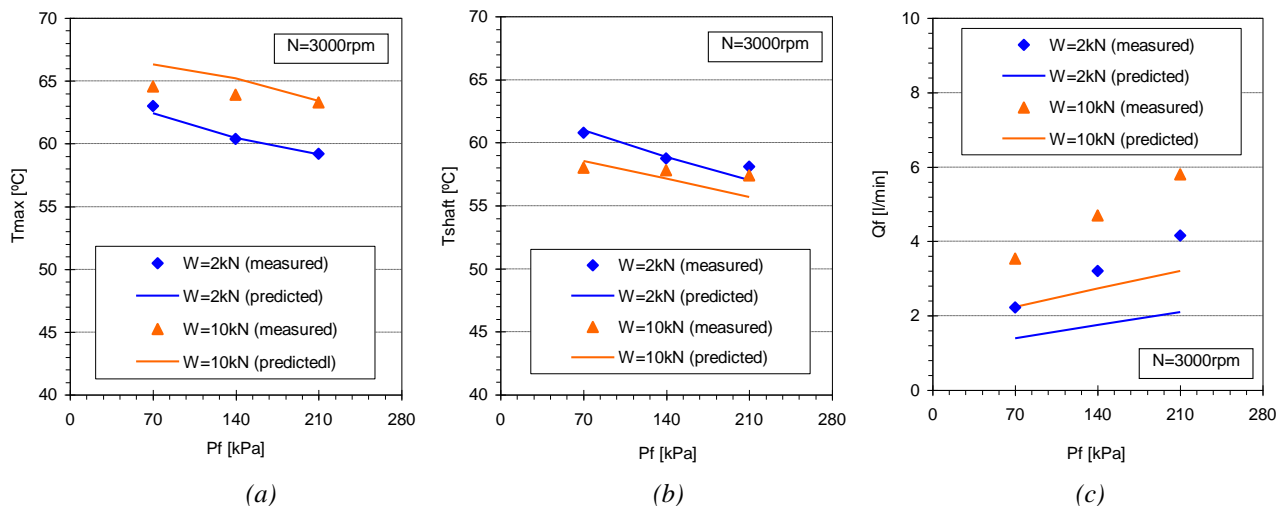 70
65
60
55
50
45
40
Tmax [ºC]
N=3000rpm
W=2kN (measured)
W=2kN (predicted)
W=10kN (measured)
W=10kN (predicted)
0 70 140 210 280
Pf [kPa]
(a)
70
65
60
55
50
45
40
Tshaft [ºC]
N=3000rpm
W=2kN (measured)
W=2kN (predicted)
W=10kN (measured)
W=10kN (predicted)
0 70 140 210 280
Pf [kPa]
(b)
10
8
6
4
2
0
Qf [l/min]
W=2kN (measured)
W=2kN (predicted)
W=10kN (measured)
W=10kN (predicted)
N=3000rpm
0 70 140 210 280
Pf [kPa]
(c)